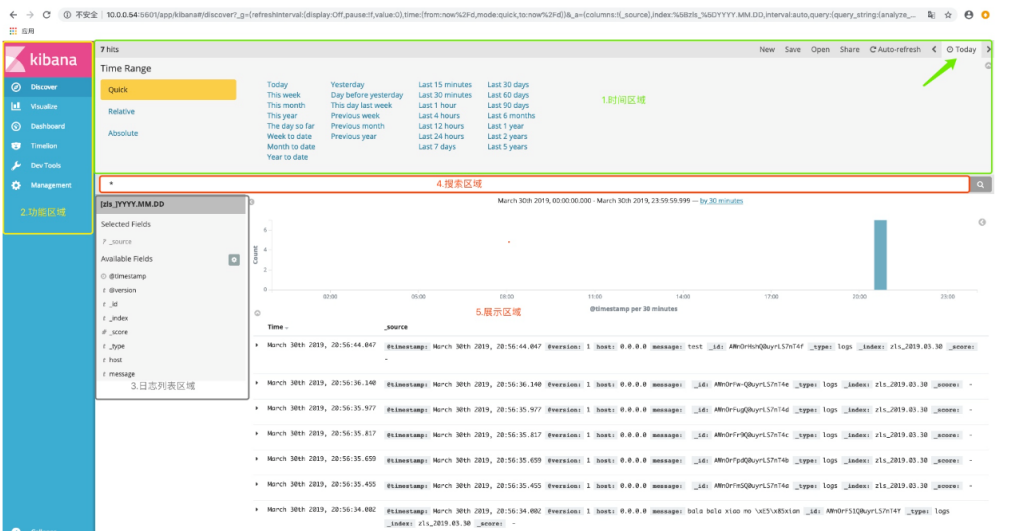 不安全 | 10.0.0.54:5601/app/kibana#/discover?_g=(refreshInterval:(display:Off,pause:!f,value:0),time:(from:now%2Fd,mode:quick,to:now%2Fd))&_a=(columns:!(_source),index:%5Bzls_%5DYYYY.MM.DD,interval:auto,query:(query_string:(analyze_...
应用
kibana
Discover
Visualize
Dashboard
Timelion
Dev Tools
Management
2.功能区域
7 hits
New Save Open Share Auto-refresh Today
Time Range
Quick
Relative
Absolute
Today
This week
This month
This year
The day so far
Week to date
Month to date
Year to date
Yesterday
Day before yesterday
This day last week
Previous week
Previous month
Previous year
Last 15 minutes
Last 30 minutes
Last 1 hour
Last 4 hours
Last 12 hours
Last 24 hours
Last 7 days
Last 30 days
Last 60 days
Last 90 days
Last 6 months
Last 1 year
Last 2 years
Last 5 years
1.时间区域
*
4.搜索区域
[zls_]YYYY.MM.DD
Selected Fields
? _source
Available Fields
@timestamp
t @version
t _id
t _index
# _score
t _type
t host
t message
3.日志列表区域
March 30th 2019, 00:00:00.000 - March 30th 2019, 23:59:59.999 — by 30 minutes
Count
6
4
2
0
02:00 05:00 08:00 11:00 14:00 17:00 20:00 23:00
@timestamp per 30 minutes
5.展示区域
Time _source
March 30th 2019, 20:56:44.047 @timestamp: March 30th 2019, 20:56:44.047 @version: 1 host: 0.0.0.0 message: test _id: _type: logs _index: zls_2019.03.30 _score:
-
March 30th 2019, 20:56:36.140 @timestamp: March 30th 2019, 20:56:36.140 @version: 1 host: 0.0.0.0 message: _id: _type: logs _index: zls_2019.03.30 _score: -
March 30th 2019, 20:56:35.977 @timestamp: March 30th 2019, 20:56:35.977 @version: 1 host: 0.0.0.0 message: _id: _type: logs _index: zls_2019.03.30 _score: -
March 30th 2019, 20:56:35.817 @timestamp: March 30th 2019, 20:56:35.817 @version: 1 host: 0.0.0.0 message: _id: _type: logs _index: zls_2019.03.30 _score: -
March 30th 2019, 20:56:35.659 @timestamp: March 30th 2019, 20:56:35.659 @version: 1 host: 0.0.0.0 message: _id: _type: logs _index: zls_2019.03.30 _score: -
March 30th 2019, 20:56:35.455 @timestamp: March 30th 2019, 20:56:35.455 @version: 1 host: 0.0.0.0 message: _id: _type: logs _index: zls_2019.03.30 _score: -
March 30th 2019, 20:56:34.002 @timestamp: March 30th 2019, 20:56:34.002 @version: 1 host: 0.0.0.0 message: bala bala xiao mo \xE5\x85xian _id: _type: logs
_index: zls_2019.03.30 _score: -